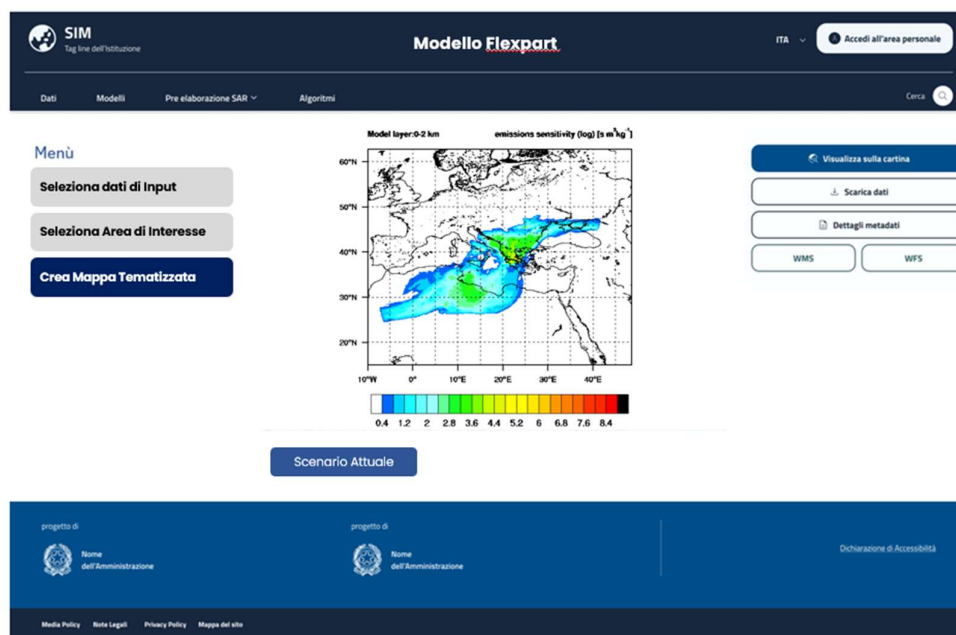 SIM
Tag line dell'Istituzione
Modello Flexpart
ITA
Accedi all'area personale
Dati
Modelli
Pre elaborazione SAR
Algoritmi
Cerca
Menù
Seleziona dati di Input
Seleziona Area di Interesse
Crea Mappa Tematizzata
Model layer:0-2 km
emissions sensitivity (log) [s m³kg⁻¹]
60°N
50°N
40°N
30°N
20°N
10°W 0° 10°E 20°E 30°E 40°E
0.4 1.2 2 2.8 3.6 4.4 5.2 6 6.8 7.6 8.4
Visualizza sulla cartina
Scarica dati
Dettagli metadati
WMS
WFS
Scenario Attuale
progetto di
Nome
dell'Amministrazione
progetto di
Nome
dell'Amministrazione
Dichiarazione di Accessibilità
Media Policy
Note Legali
Privacy Policy
Mappa del sito